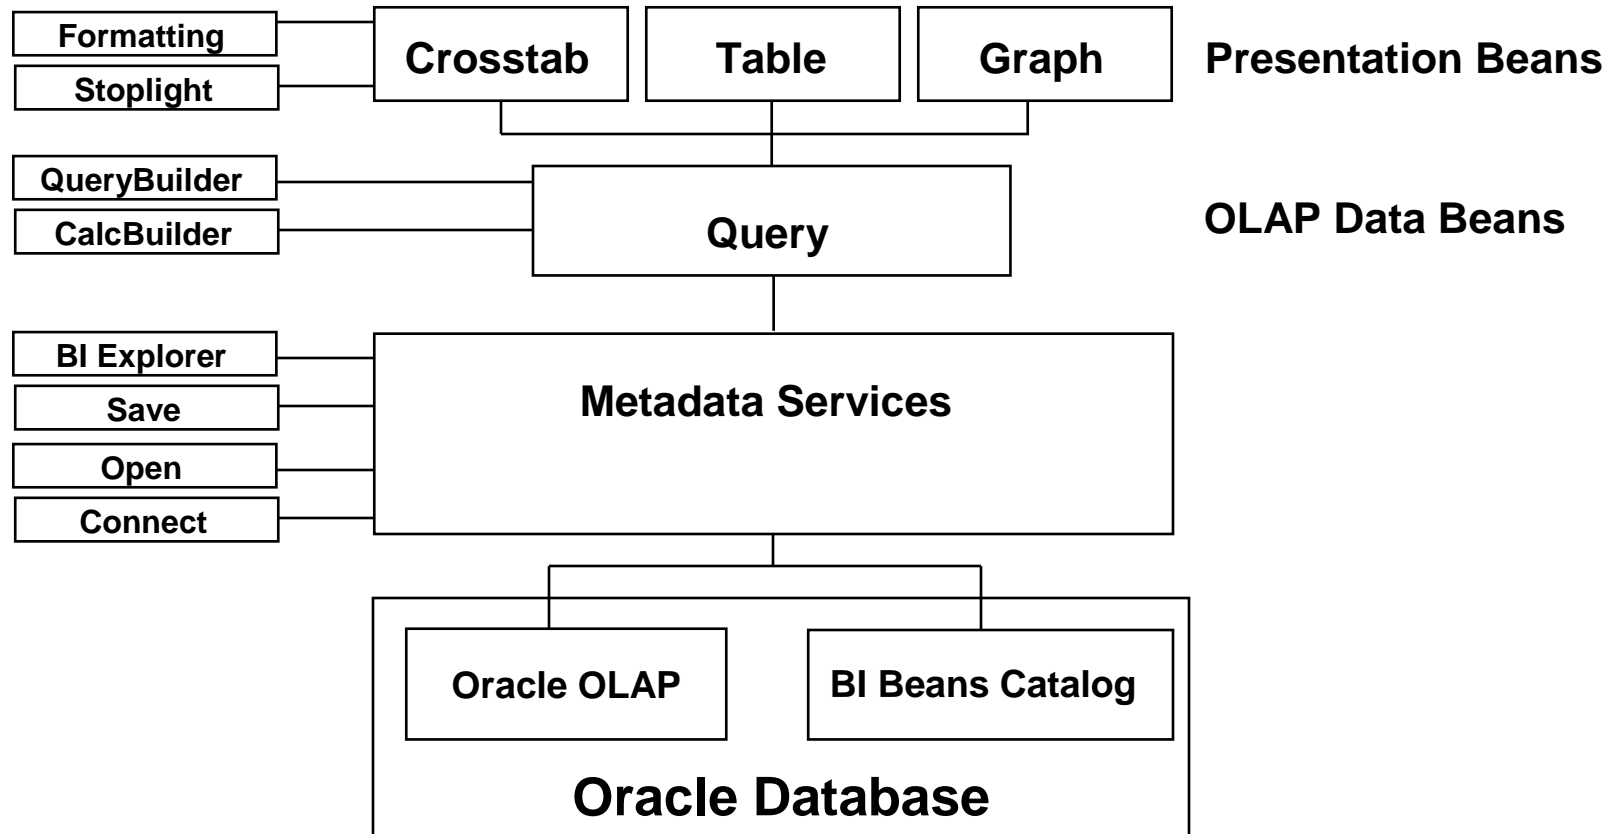 Formatting
Stoplight
Crosstab
Table
Graph
Presentation Beans
QueryBuilder
CalcBuilder
Query
OLAP Data Beans
BI Explorer
Save
Open
Connect
Metadata Services
Oracle OLAP
BI Beans Catalog
Oracle Database